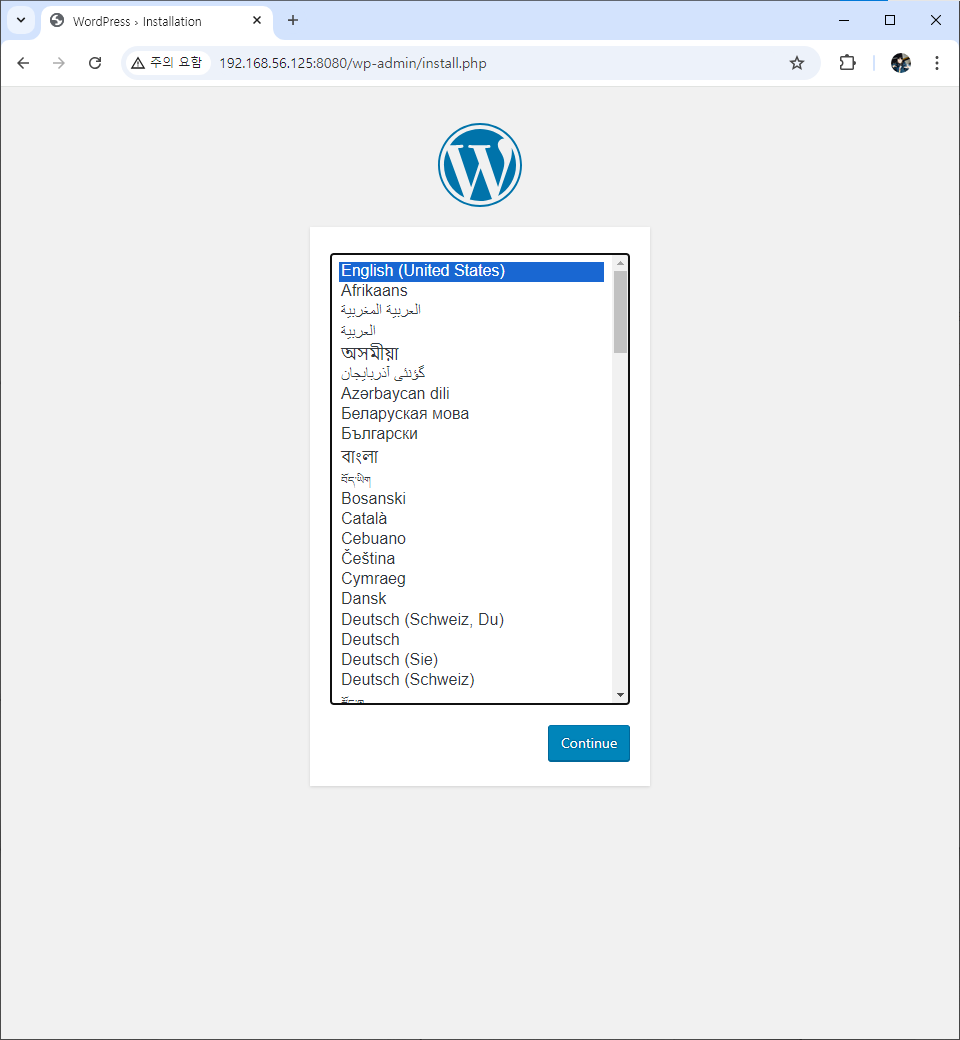 WordPress › Installation
주의 요함
192.168.56.125:8080/wp-admin/install.php
English (United States)
Afrikaans
العربية المغربية
العربية
অসমীয়া
گؤنئی آذربایجان
Azərbaycan dili
Беларуская мова
Български
বাংলা
བོད་ཡིག
Bosanski
Català
Cebuano
Čeština
Cymraeg
Dansk
Deutsch (Schweiz, Du)
Deutsch
Deutsch (Sie)
Deutsch (Schweiz)
Continue